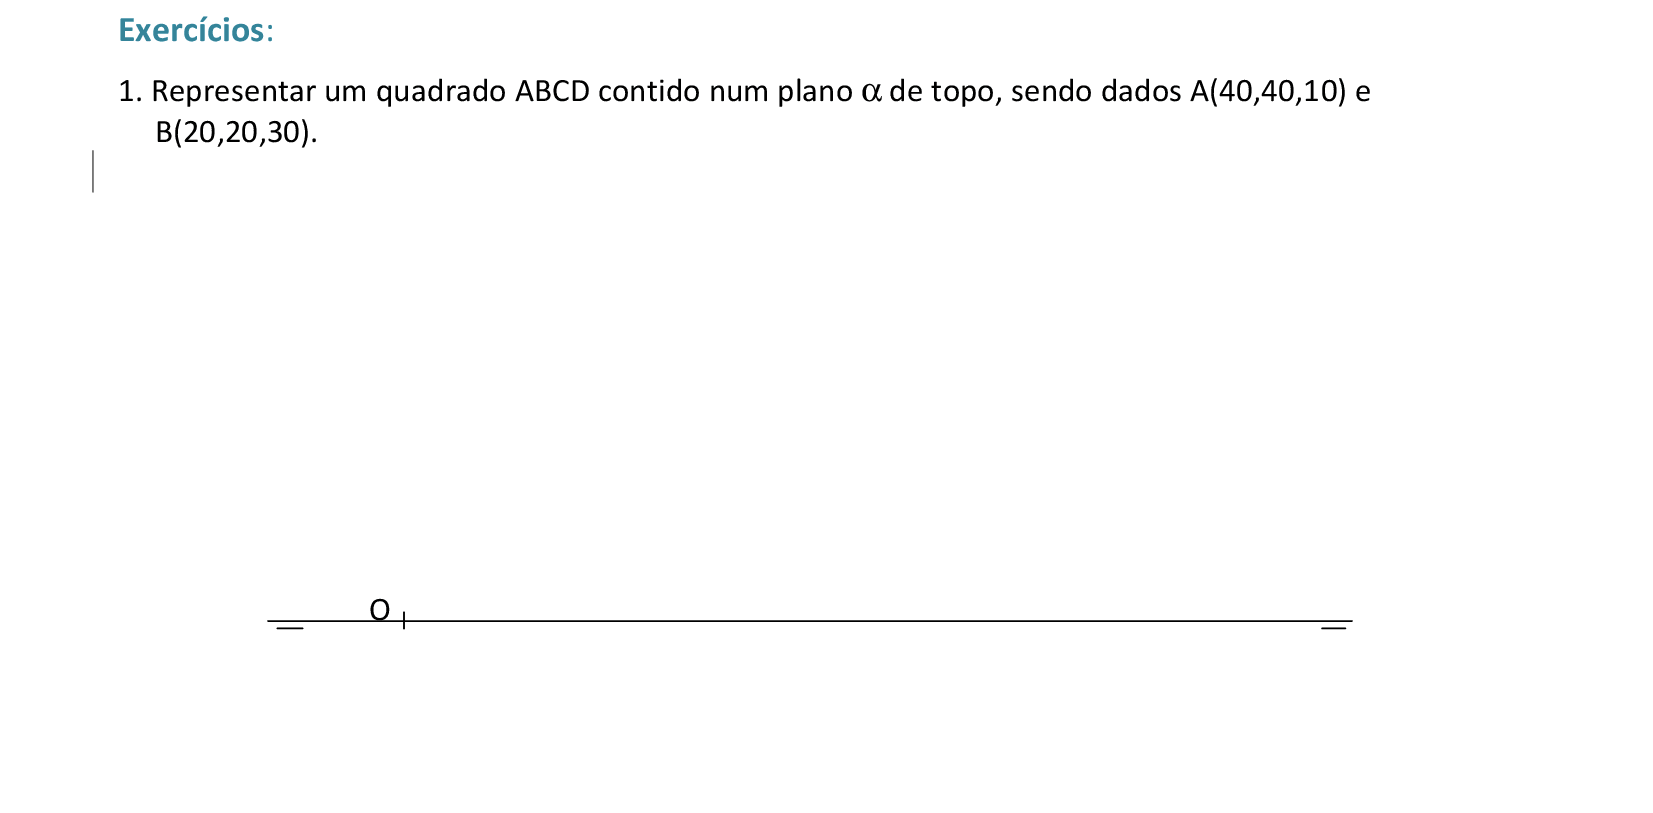 Exercícios:
1. Representar um quadrado ABCD contido num plano α de topo, sendo dados A(40,40,10) e
B(20,20,30).
O